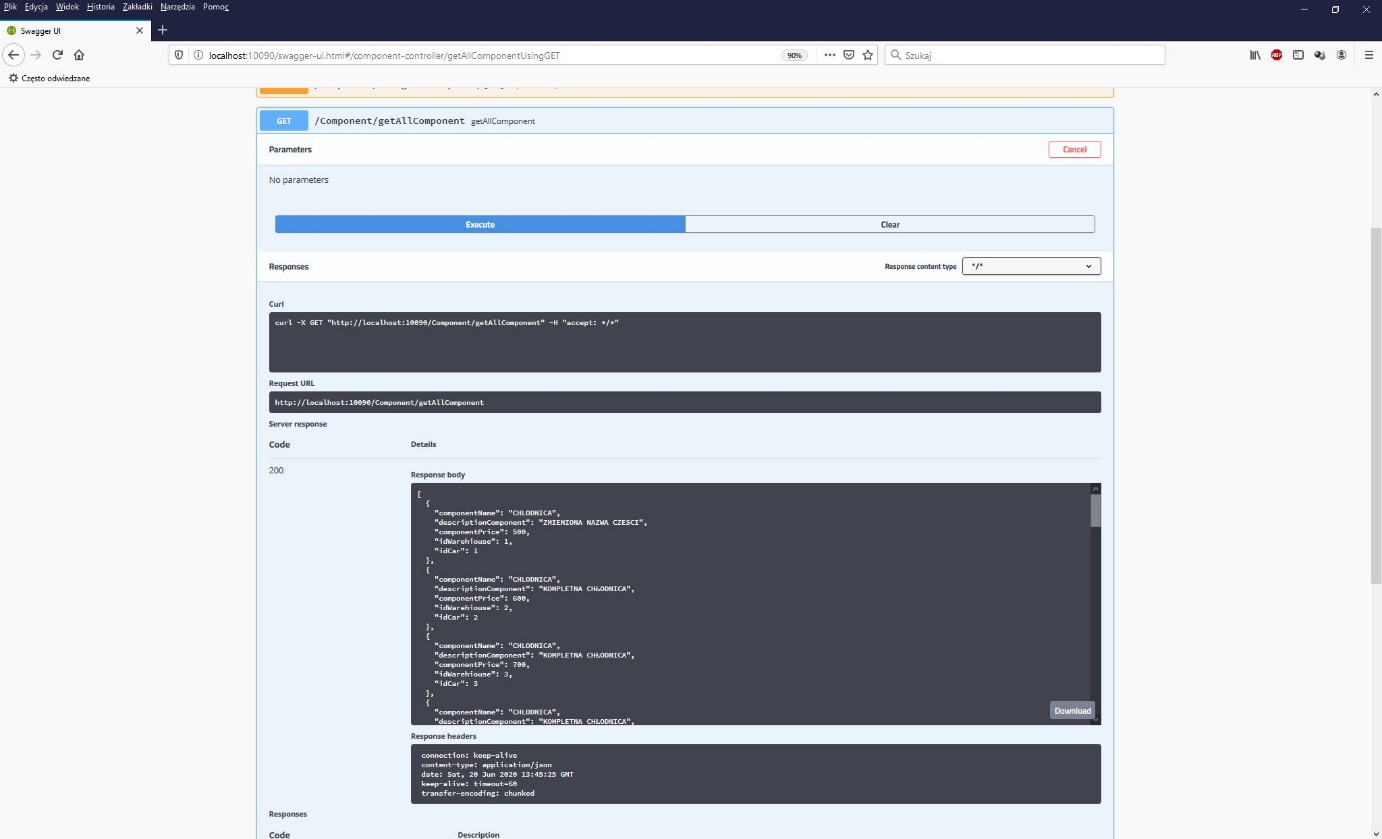 Plik Edycja Widok Historia Zakładki Narzędzia Pomoc
Swagger UI
localhost:10090/swagger-ui.html#/component-controller/getAllComponentUsingGET 90% Szukaj
Często odwiedzane
GET /Component/getAllComponent getAllComponent
Parameters Cancel
No parameters
Execute Clear
Responses Response content type */*
Curl
curl -X GET "http://localhost:10090/Component/getAllComponent" -H "accept: */*"
Request URL
http://localhost:10090/Component/getAllComponent
Server response
Code Details
200
Response body
[
{
"componentName": "CHLODNICA",
"descriptionComponent": "ZMIENIONA NAZWA CZESCI",
"componentPrice": 500,
"idWarehiouse": 1,
"idCar": 1
},
{
"componentName": "CHLODNICA",
"descriptionComponent": "KOMPLETNA CHŁODNICA",
"componentPrice": 600,
"idWarehiouse": 2,
"idCar": 2
},
{
"componentName": "CHLODNICA",
"descriptionComponent": "KOMPLETNA CHŁODNICA",
"componentPrice": 700,
"idWarehiouse": 3,
"idCar": 3
},
{
"componentName": "CHLODNICA",
"descriptionComponent": "KOMPLETNA CHŁODNICA",
Download
Response headers
connection: keep-alive
content-type: application/json
date: Sat, 20 Jun 2020 13:45:25 GMT
keep-alive: timeout=60
transfer-encoding: chunked
Responses
Code Description